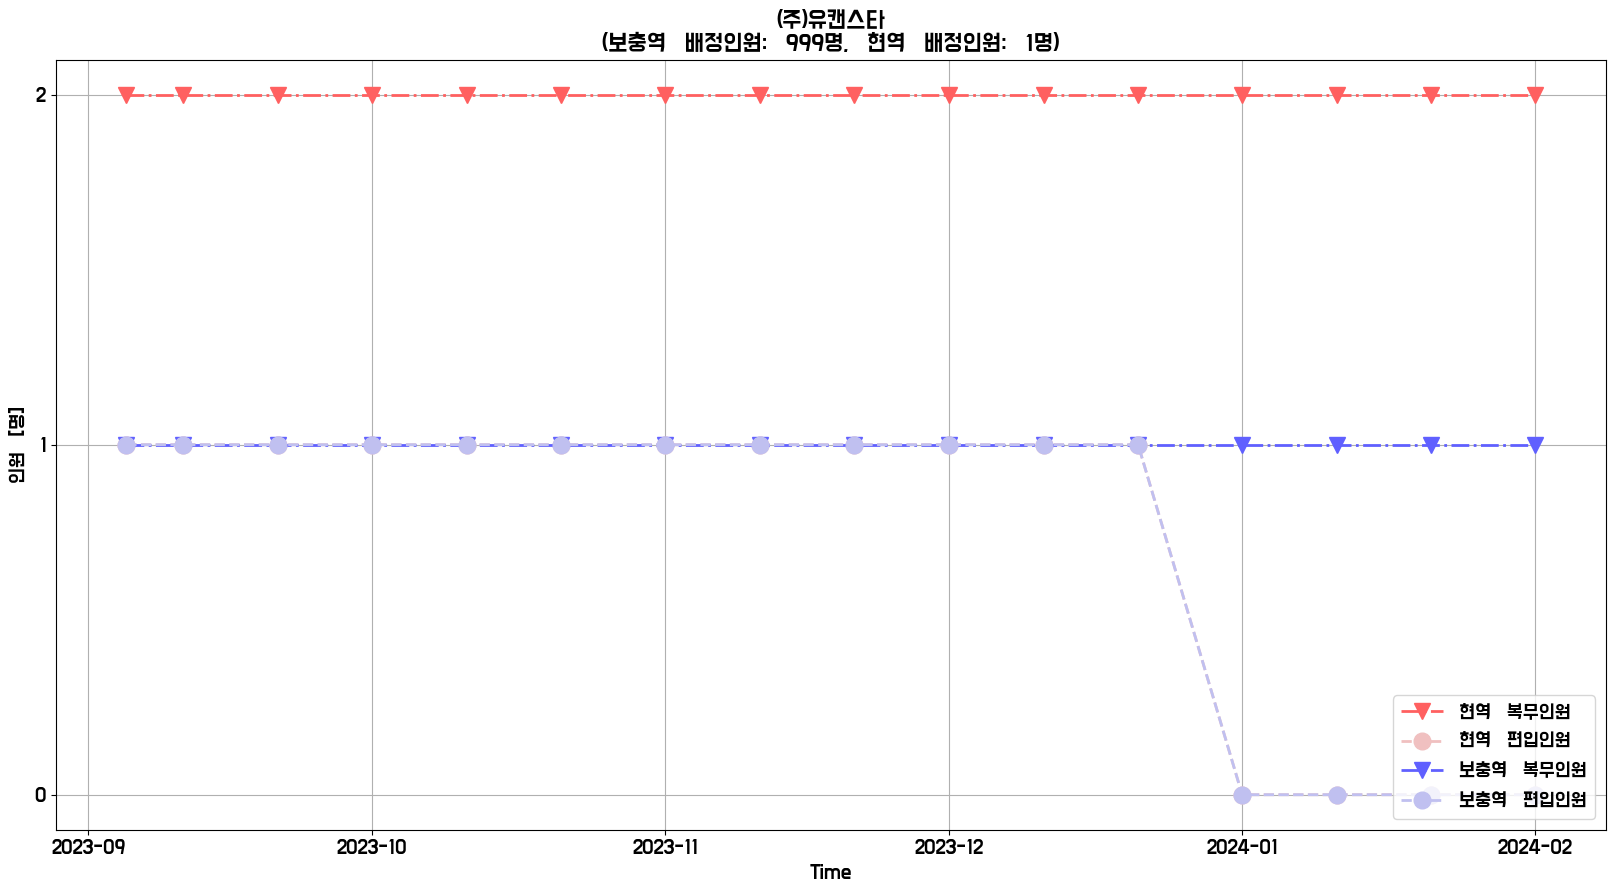 (주)유캔스타
(보충역 배정인원: 999명, 현역 배정인원: 1명)
인원 [명]
2
1
0
현역 복무인원
현역 편입인원
보충역 복무인원
보충역 편입인원
2023-09 2023-10 2023-11 2023-12 2024-01 2024-02
Time